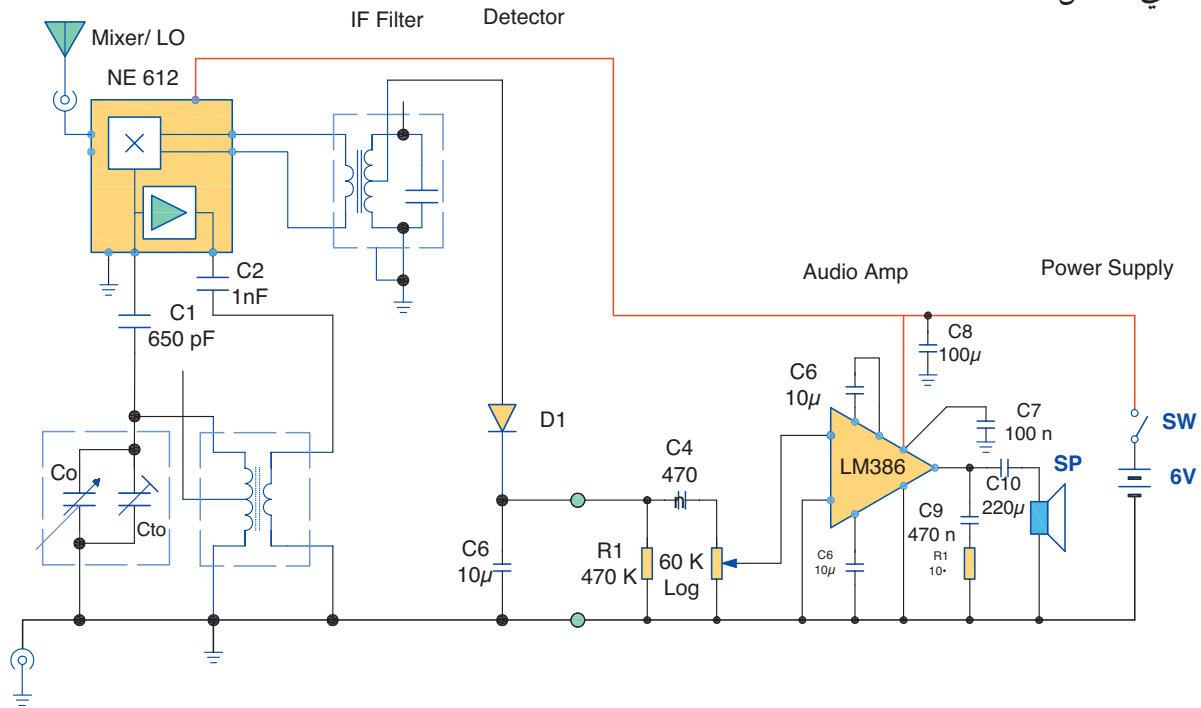 IF Filter
Detector
Mixer/ LO
NE 612
C2
1nF
C1
650 pF
Co
Cto
D1
C6
10µ
R1
470 K
C4
470
n
60 K
Log
Audio Amp
Power Supply
C8
100µ
C6
10µ
C7
100 n
LM386
SP
SW
6V
C10
220µ
C9
470 n
R1
10•
C6
10µ